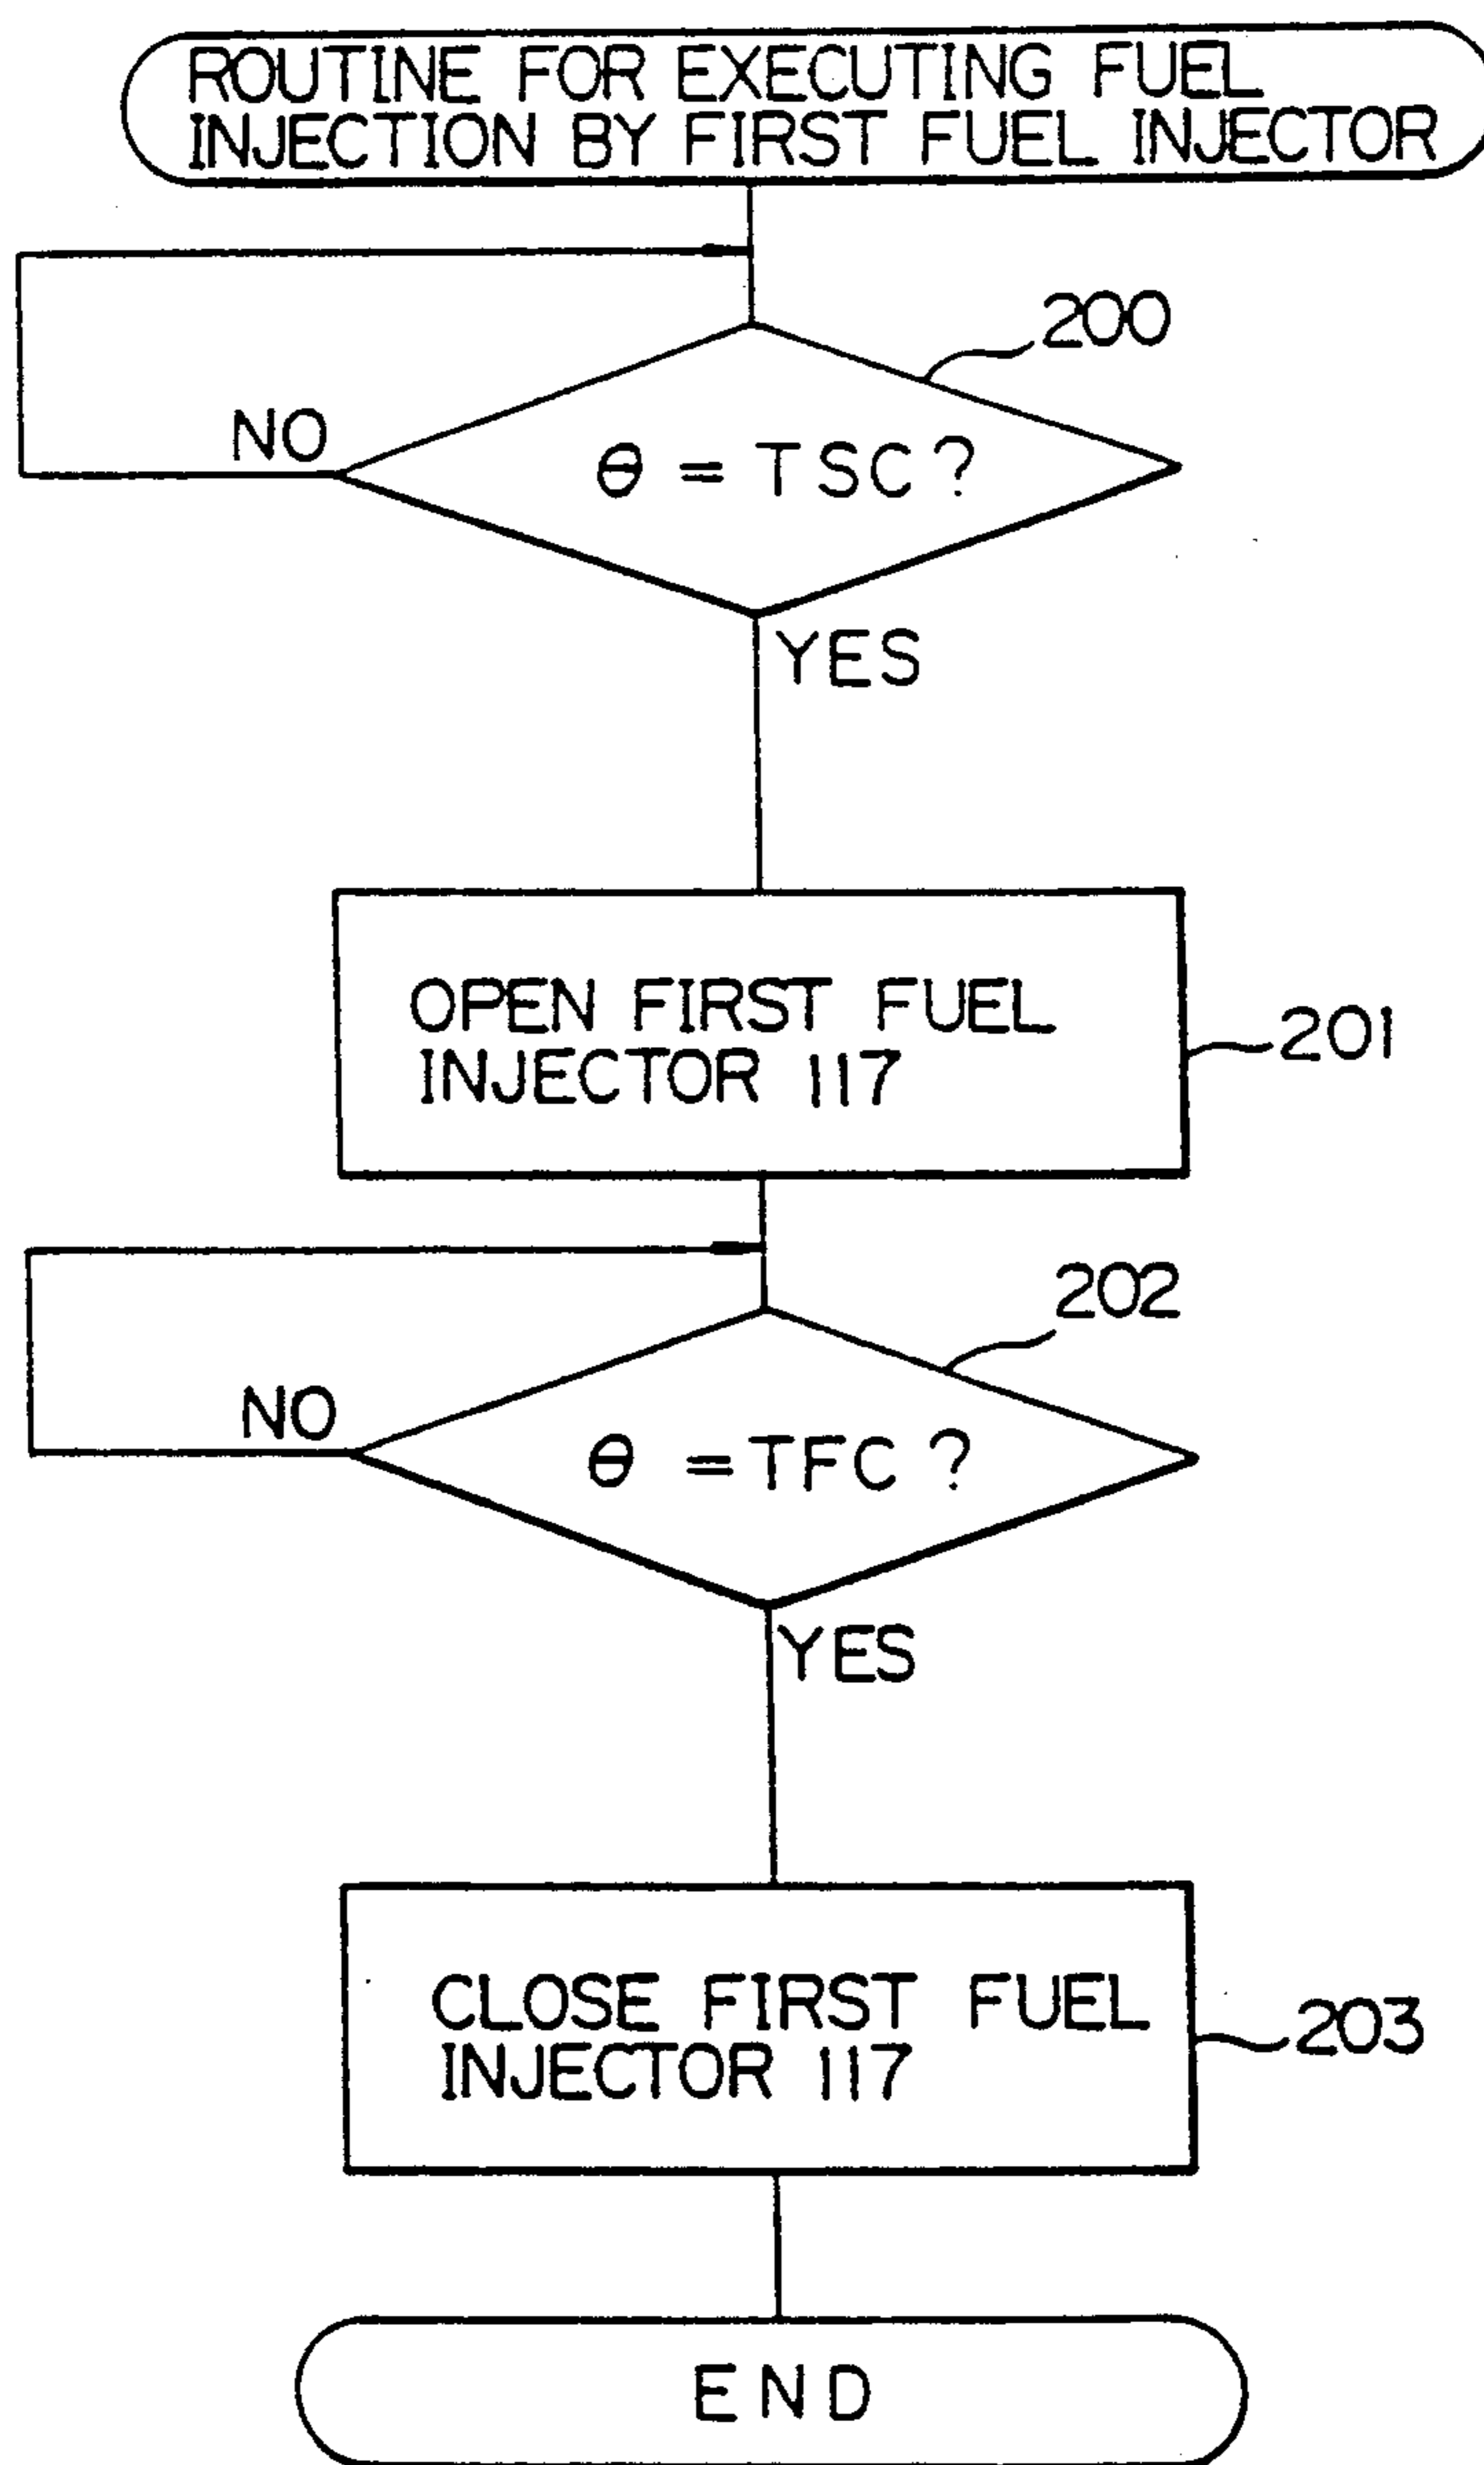 ROUTINE FOR EXECUTING FUEL
INJECTION BY FIRST FUEL INJECTOR
200
NO
θ = TSC ?
YES
OPEN FIRST FUEL
INJECTOR 117
201
202
NO
θ = TFC ?
YES
CLOSE FIRST FUEL
INJECTOR 117
203
END